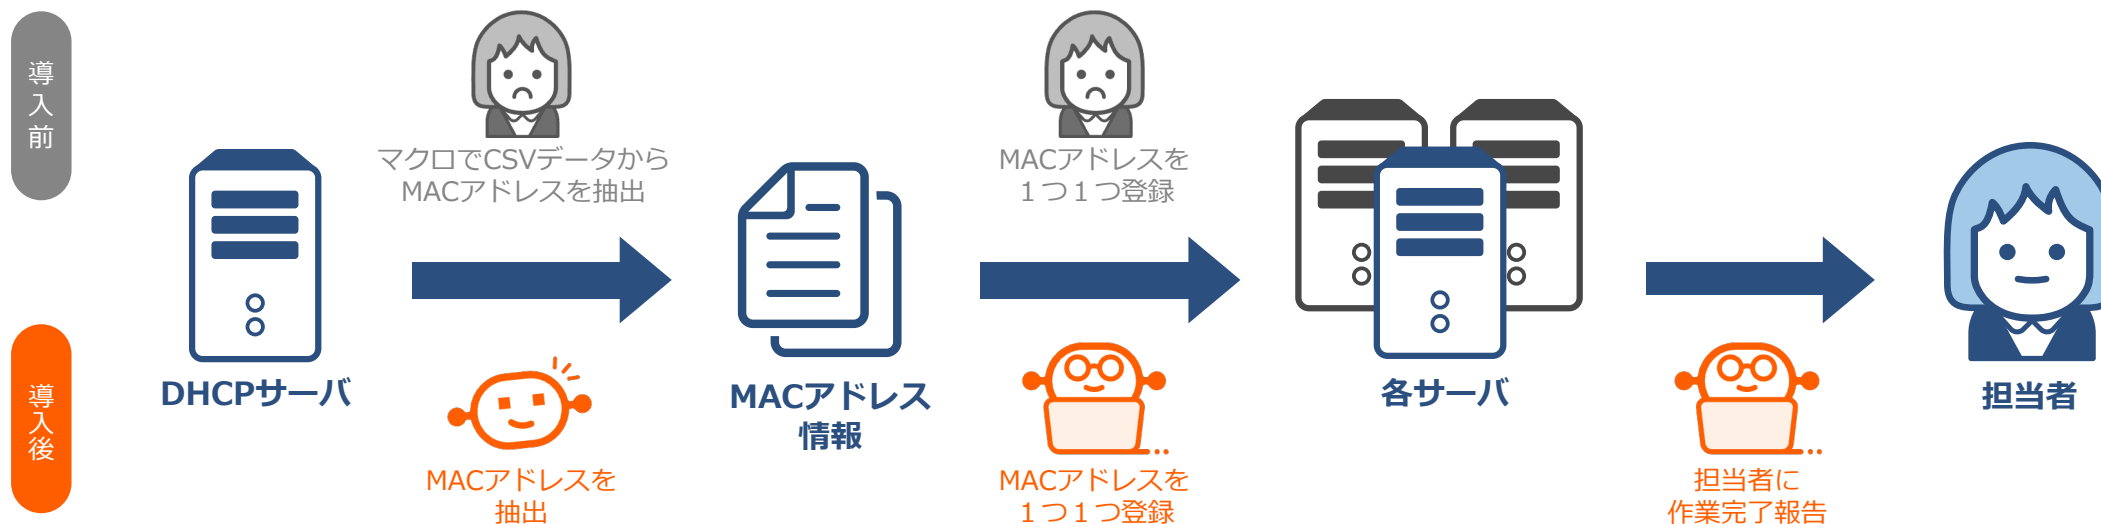 導入前
マクロでCSVデータから
MACアドレスを抽出
MACアドレスを
１つ１つ登録
DHCPサーバ
MACアドレス
情報
各サーバ
担当者
導入後
MACアドレスを
抽出
MACアドレスを
１つ１つ登録
担当者に
作業完了報告